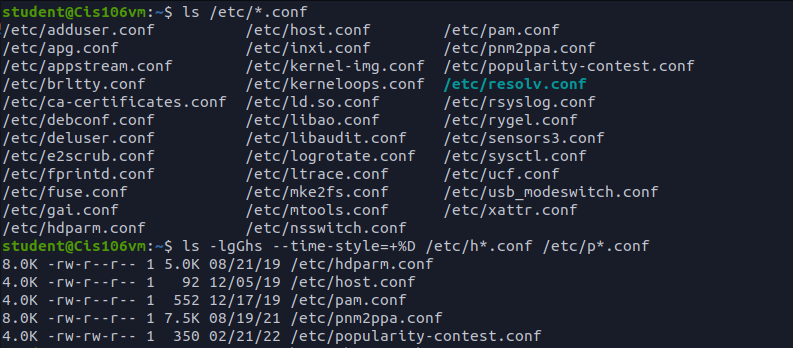 student@Cis106vm:~$ ls /etc/*.conf
/etc/adduser.conf /etc/host.conf /etc/pam.conf
/etc/apg.conf /etc/inxi.conf /etc/pnm2ppa.conf
/etc/appstream.conf /etc/kernel-img.conf /etc/popularity-contest.conf
/etc/brltty.conf /etc/kerneloops.conf /etc/resolv.conf
/etc/ca-certificates.conf /etc/ld.so.conf /etc/rsyslog.conf
/etc/debconf.conf /etc/libao.conf /etc/rygel.conf
/etc/deluser.conf /etc/libaudit.conf /etc/sensors3.conf
/etc/e2scrub.conf /etc/logrotate.conf /etc/sysctl.conf
/etc/fprintd.conf /etc/ltrace.conf /etc/ucf.conf
/etc/fuse.conf /etc/mke2fs.conf /etc/usb_modeswitch.conf
/etc/gai.conf /etc/mtools.conf /etc/xattr.conf
/etc/hdparm.conf /etc/nsswitch.conf
student@Cis106vm:~$ ls -lgGhs --time-style=+%D /etc/h*.conf /etc/p*.conf
8.0K -rw-r--r-- 1 5.0K 08/21/19 /etc/hdparm.conf
4.0K -rw-r--r-- 1 92 12/05/19 /etc/host.conf
4.0K -rw-r--r-- 1 552 12/17/19 /etc/pam.conf
8.0K -rw-r--r-- 1 7.5K 08/19/21 /etc/pnm2ppa.conf
4.0K -rw-rw-r-- 1 350 02/21/22 /etc/popularity-contest.conf